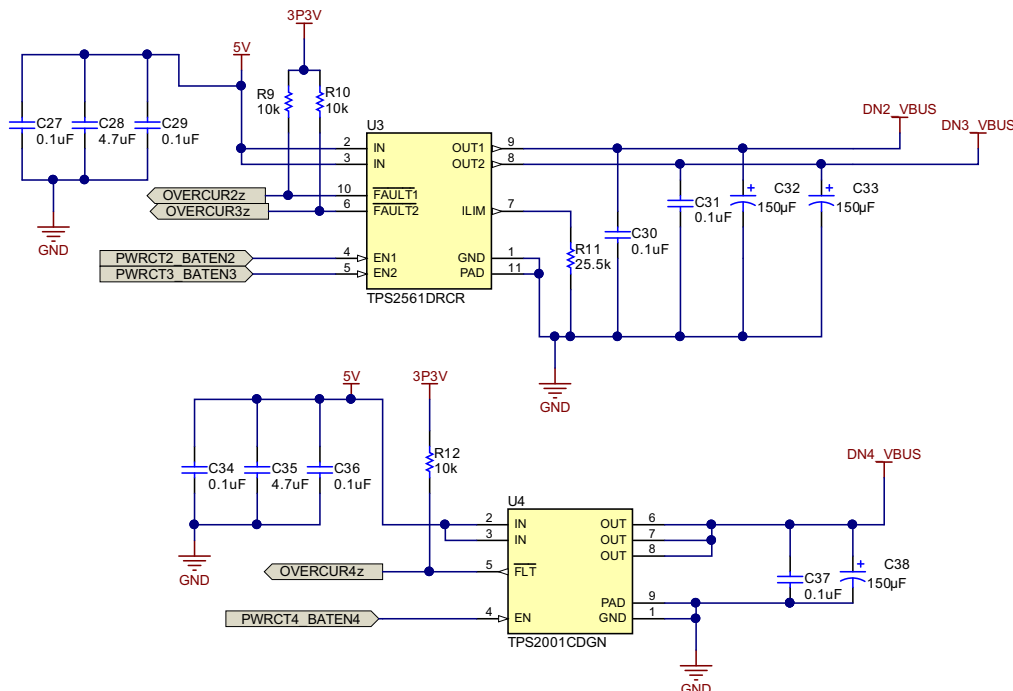 3P3V
5V
R9
10k
R10
10k
C27
0.1uF
C28
4.7uF
C29
0.1uF
GND
U3
2 IN OUT1 9
3 IN OUT2 8
10 FAULT1
6 FAULT2 ILIM 7
4 EN1 GND 1
5 EN2 PAD 11
TPS2561DRCR
OVERCUR2z
OVERCUR3z
PWRCT2_BATEN2
PWRCT3_BATEN3
DN2_VBUS
DN3_VBUS
R11
25.5k
C30
0.1uF
C31
0.1uF
+ C32
150µF
+ C33
150µF
GND
5V
3P3V
C34
0.1uF
C35
4.7uF
C36
0.1uF
GND
R12
10k
U4
2 IN OUT 6
3 IN OUT 7
OUT 8
5 FLT
PAD 9
4 EN GND 1
TPS2001CDGN
OVERCUR4z
PWRCT4_BATEN4
DN4_VBUS
C37
0.1uF
+ C38
150µF
GND